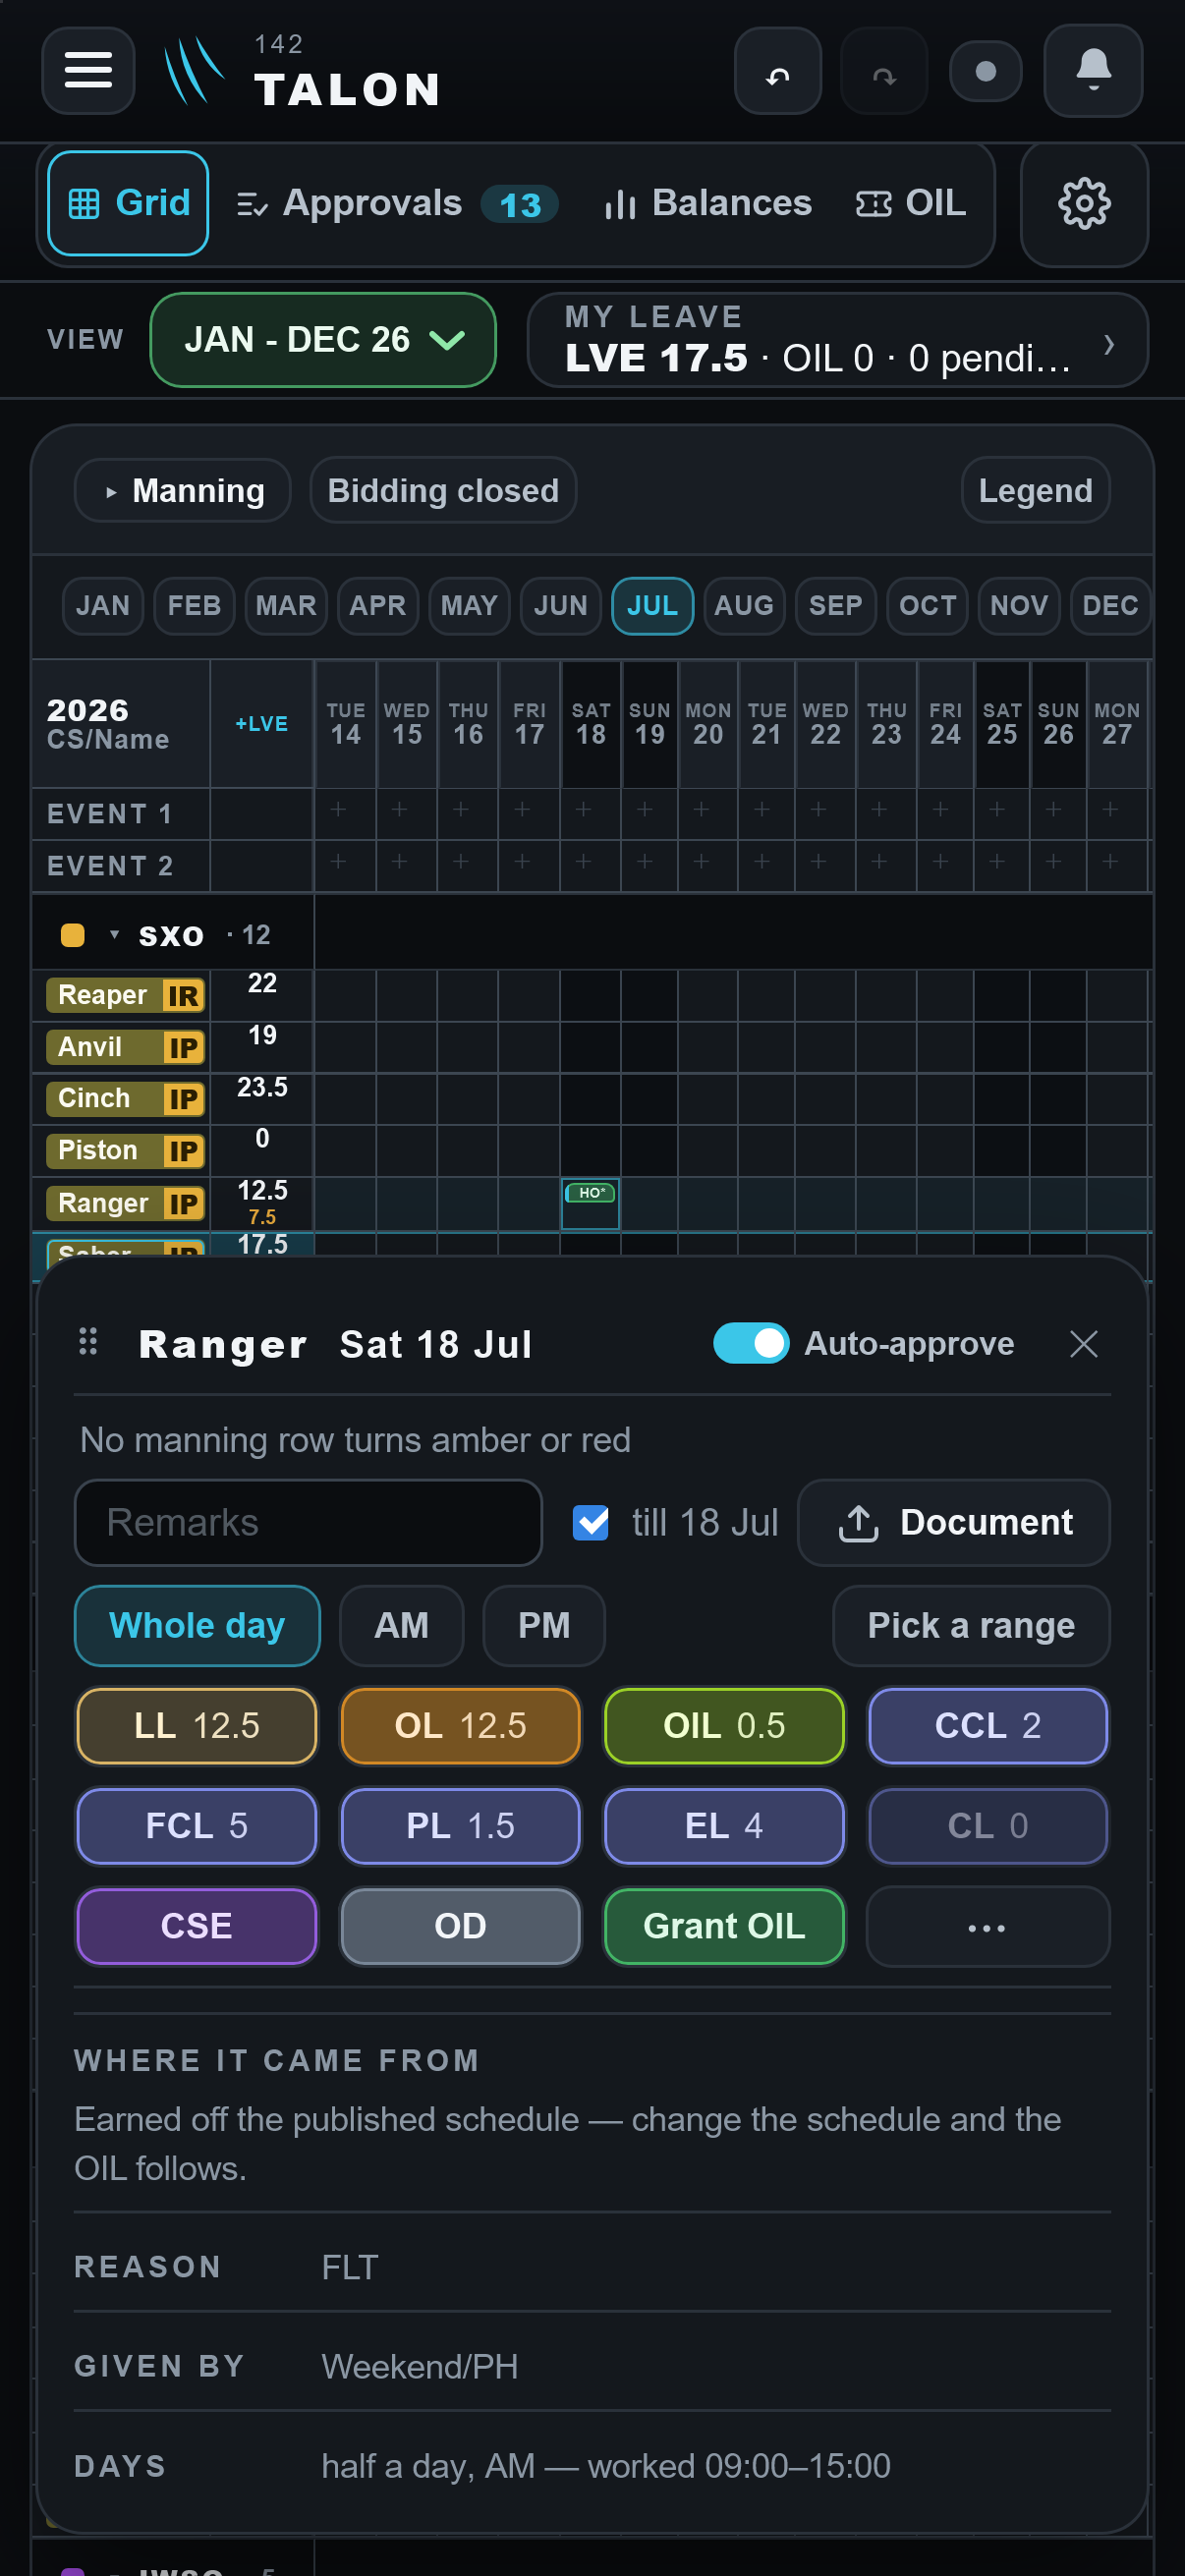 142
TALON
Grid
Approvals 13
Balances
OIL
VIEW
JAN - DEC 26
MY LEAVE
LVE 17.5 · OIL 0 · 0 pendi...
Manning
Bidding closed
Legend
JAN FEB MAR APR MAY JUN JUL AUG SEP OCT NOV DEC
2026
CS/Name
+LVE
TUE 14
WED 15
THU 16
FRI 17
SAT 18
SUN 19
MON 20
TUE 21
WED 22
THU 23
FRI 24
SAT 25
SUN 26
MON 27
EVENT 1 + + + + + + + + + + + + + +
EVENT 2 + + + + + + + + + + + + + +
SXO · 12
Reaper IR 22
Anvil IP 19
Cinch IP 23.5
Piston IP 0
Ranger IP 12.5
7.5
HO*
Saber IP 17.5
Ranger Sat 18 Jul
Auto-approve
No manning row turns amber or red
Remarks
till 18 Jul
Document
Whole day
AM
PM
Pick a range
LL 12.5
OL 12.5
OIL 0.5
CCL 2
FCL 5
PL 1.5
EL 4
CL 0
CSE
OD
Grant OIL
...
WHERE IT CAME FROM
Earned off the published schedule — change the schedule and the
OIL follows.
REASON FLT
GIVEN BY Weekend/PH
DAYS half a day, AM — worked 09:00–15:00